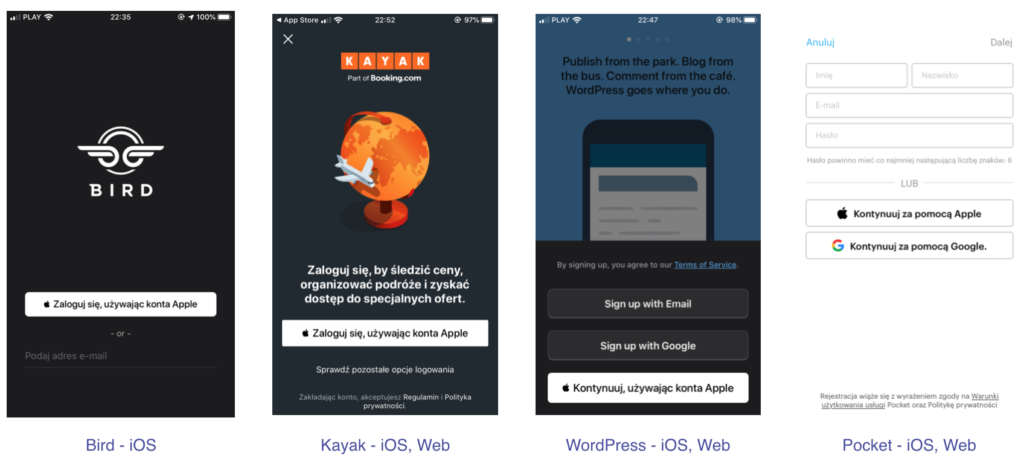 PLAY 22:35 100%
BIRD
Zaloguj się, używając konta Apple
- or -
Podaj adres e-mail
Bird - iOS
App Store 22:52 97%
KAYAK
Part of Booking.com
Zaloguj się, by śledzić ceny,
organizować podróże i zyskać
dostęp do specjalnych ofert.
Zaloguj się, używając konta Apple
Sprawdź pozostałe opcje logowania
Zakładając konto, akceptujesz Regulamin i Polityka
prywatności.
Kayak - iOS, Web
PLAY 22:47 98%
Publish from the park. Blog from
the bus. Comment from the café.
WordPress goes where you do.
By signing up, you agree to our Terms of Service.
Sign up with Email
Sign up with Google
Kontynuuj, używając konta Apple
WordPress - iOS, Web
Anuluj Dalej
Imię Nazwisko
E-mail
Hasło
Hasło powinno mieć co najmniej następującą liczbę znaków: 6
LUB
Kontynuuj za pomocą Apple
Kontynuuj za pomocą Google.
Rejestracja wiąże się z wyrażeniem zgody na Warunki
użytkowania usługi Pocket oraz Politykę prywatności
Pocket - iOS, Web